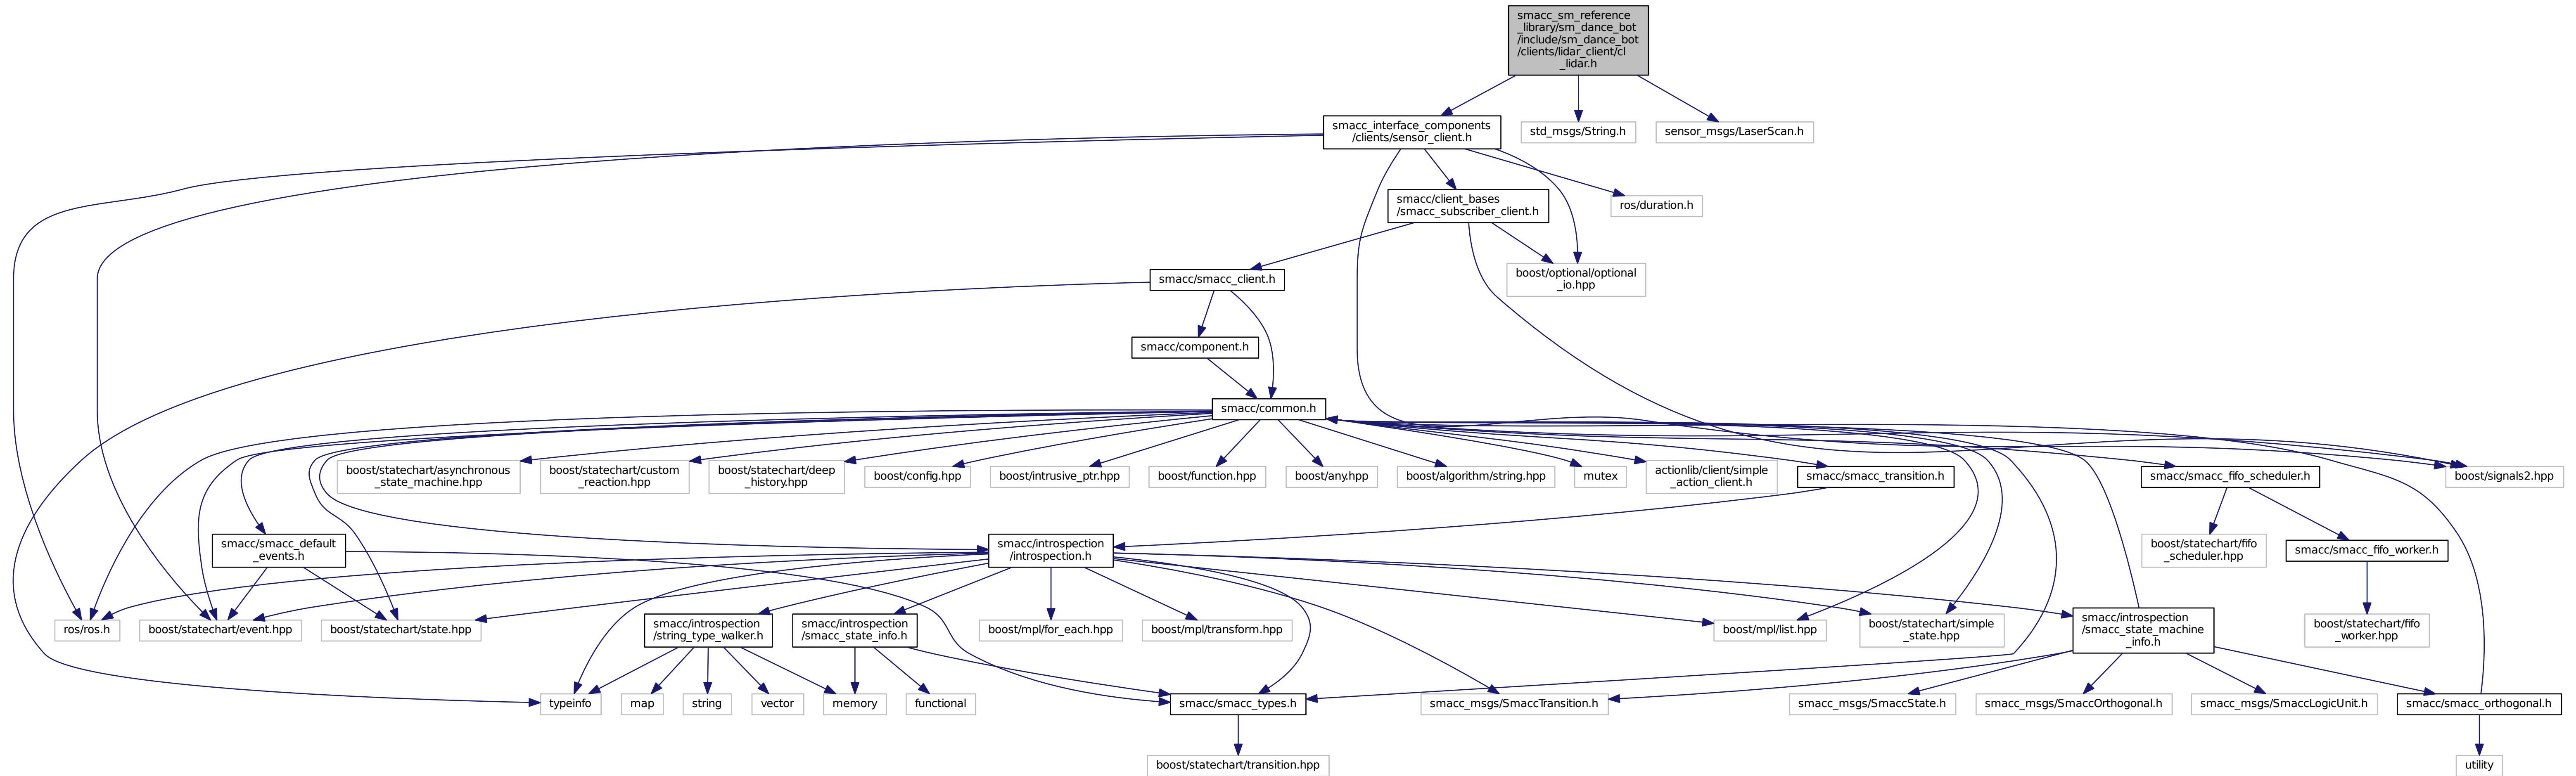 smacc_sm_reference
_library/sm_dance_bot
/include/sm_dance_bot
/clients/lidar_client/cl
_lidar.h
smacc_interface_components
/clients/sensor_client.h
std_msgs/String.h
sensor_msgs/LaserScan.h
smacc/client_bases
/smacc_subscriber_client.h
ros/duration.h
smacc/smacc_client.h
boost/optional/optional
_io.hpp
smacc/component.h
smacc/common.h
boost/statechart/asynchronous
_state_machine.hpp
boost/statechart/custom
_reaction.hpp
boost/statechart/deep
_history.hpp
boost/config.hpp
boost/intrusive_ptr.hpp
boost/function.hpp
boost/any.hpp
boost/algorithm/string.hpp
mutex
actionlib/client/simple
_action_client.h
smacc/smacc_transition.h
smacc/smacc_fifo_scheduler.h
boost/signals2.hpp
smacc/smacc_default
_events.h
smacc/introspection
/introspection.h
boost/statechart/fifo
_scheduler.hpp
smacc/smacc_fifo_worker.h
ros/ros.h
boost/statechart/event.hpp
boost/statechart/state.hpp
smacc/introspection
/string_type_walker.h
smacc/introspection
/smacc_state_info.h
boost/mpl/for_each.hpp
boost/mpl/transform.hpp
boost/mpl/list.hpp
boost/statechart/simple
_state.hpp
smacc/introspection
/smacc_state_machine
_info.h
boost/statechart/fifo
_worker.hpp
typeinfo
map
string
vector
memory
functional
smacc/smacc_types.h
smacc_msgs/SmaccTransition.h
smacc_msgs/SmaccState.h
smacc_msgs/SmaccOrthogonal.h
smacc_msgs/SmaccLogicUnit.h
smacc/smacc_orthogonal.h
boost/statechart/transition.hpp
utility